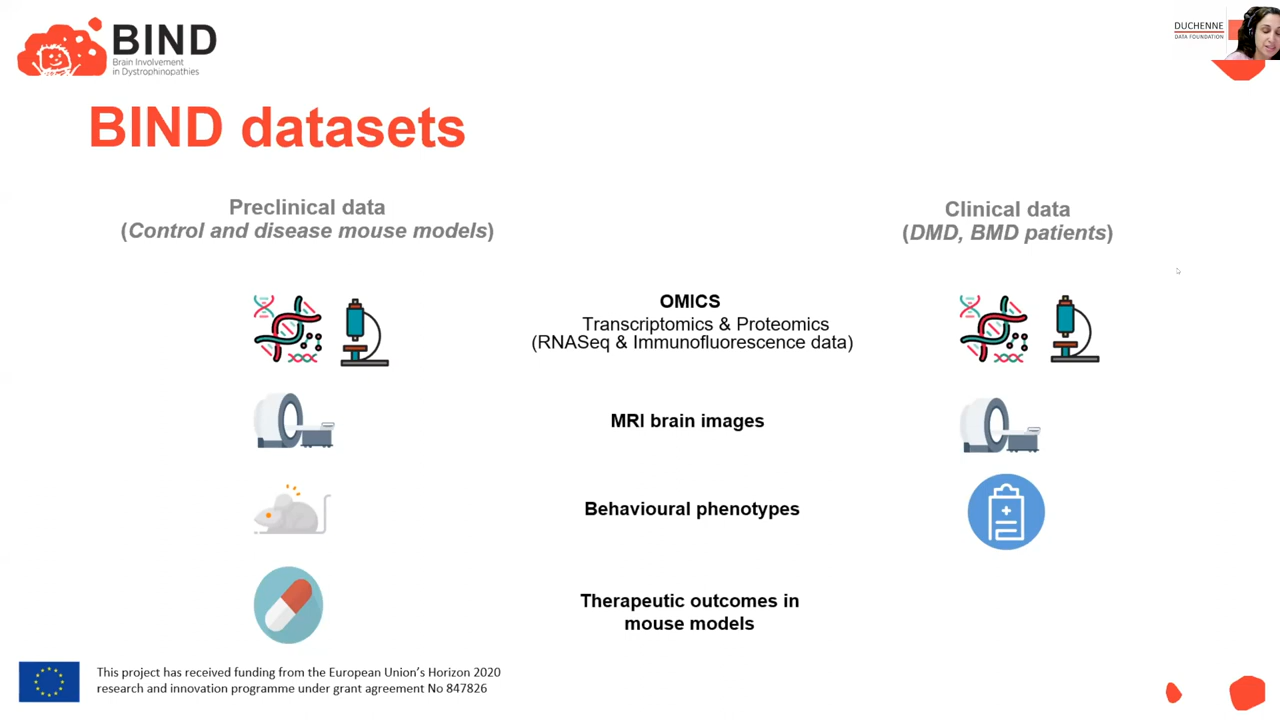 BIND
Brain Involvement
in Dystrophinopathies
DUCHENNE
DATA FOUNDATION
BIND datasets
Preclinical data
(Control and disease mouse models)
Clinical data
(DMD, BMD patients)
OMICS
Transcriptomics & Proteomics
(RNASeq & Immunofluorescence data)
MRI brain images
Behavioural phenotypes
Therapeutic outcomes in
mouse models
This project has received funding from the European Union's Horizon 2020
research and innovation programme under grant agreement No 847826